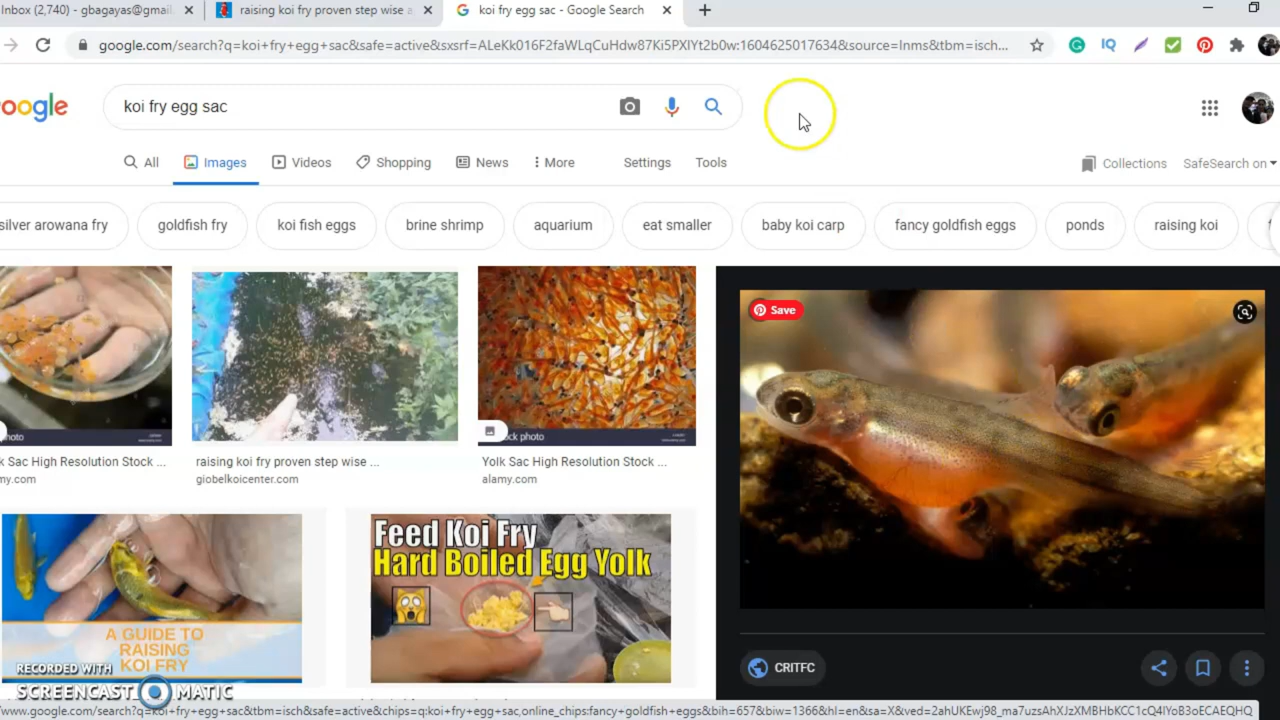 Inbox (2,740) - gbagayas@gmail.
raising koi fry proven step wise a
koi fry egg sac - Google Search
google.com/search?q=koi+fry+egg+sac&safe=active&sxsrf=ALeKk016F2faWLqCuHdw87Ki5PXIYt2b0w:1604625017634&source=lnms&tbm=isch...
oogle
koi fry egg sac
All
Images
Videos
Shopping
News
More
Settings
Tools
Collections
SafeSearch on
silver arowana fry
goldfish fry
koi fish eggs
brine shrimp
aquarium
eat smaller
baby koi carp
fancy goldfish eggs
ponds
raising koi
Save
hoto
ock photo
k Sac High Resolution Stock ...
my.com
raising koi fry proven step wise ...
giobelkoicenter.com
Yolk Sac High Resolution Stock ...
alamy.com
A GUIDE TO
RAISING
KOI FRY
Feed Koi Fry
Hard Boiled Egg Yolk
CRITFC
RECORDED WITH
SCREENCAST MATIC
www.google.com/search?q=koi+fry+egg+sac&tbm=isch&safe=active&chips=q:koi+fry+egg+sac,online_chips:fancy+goldfish+eggs&bih=657&biw=1366&hl=en&sa=X&ved=2ahUKEwj98_ma7uzsAhXJzXMBHbKCC1cQ4lYoB3oECAEQHQ